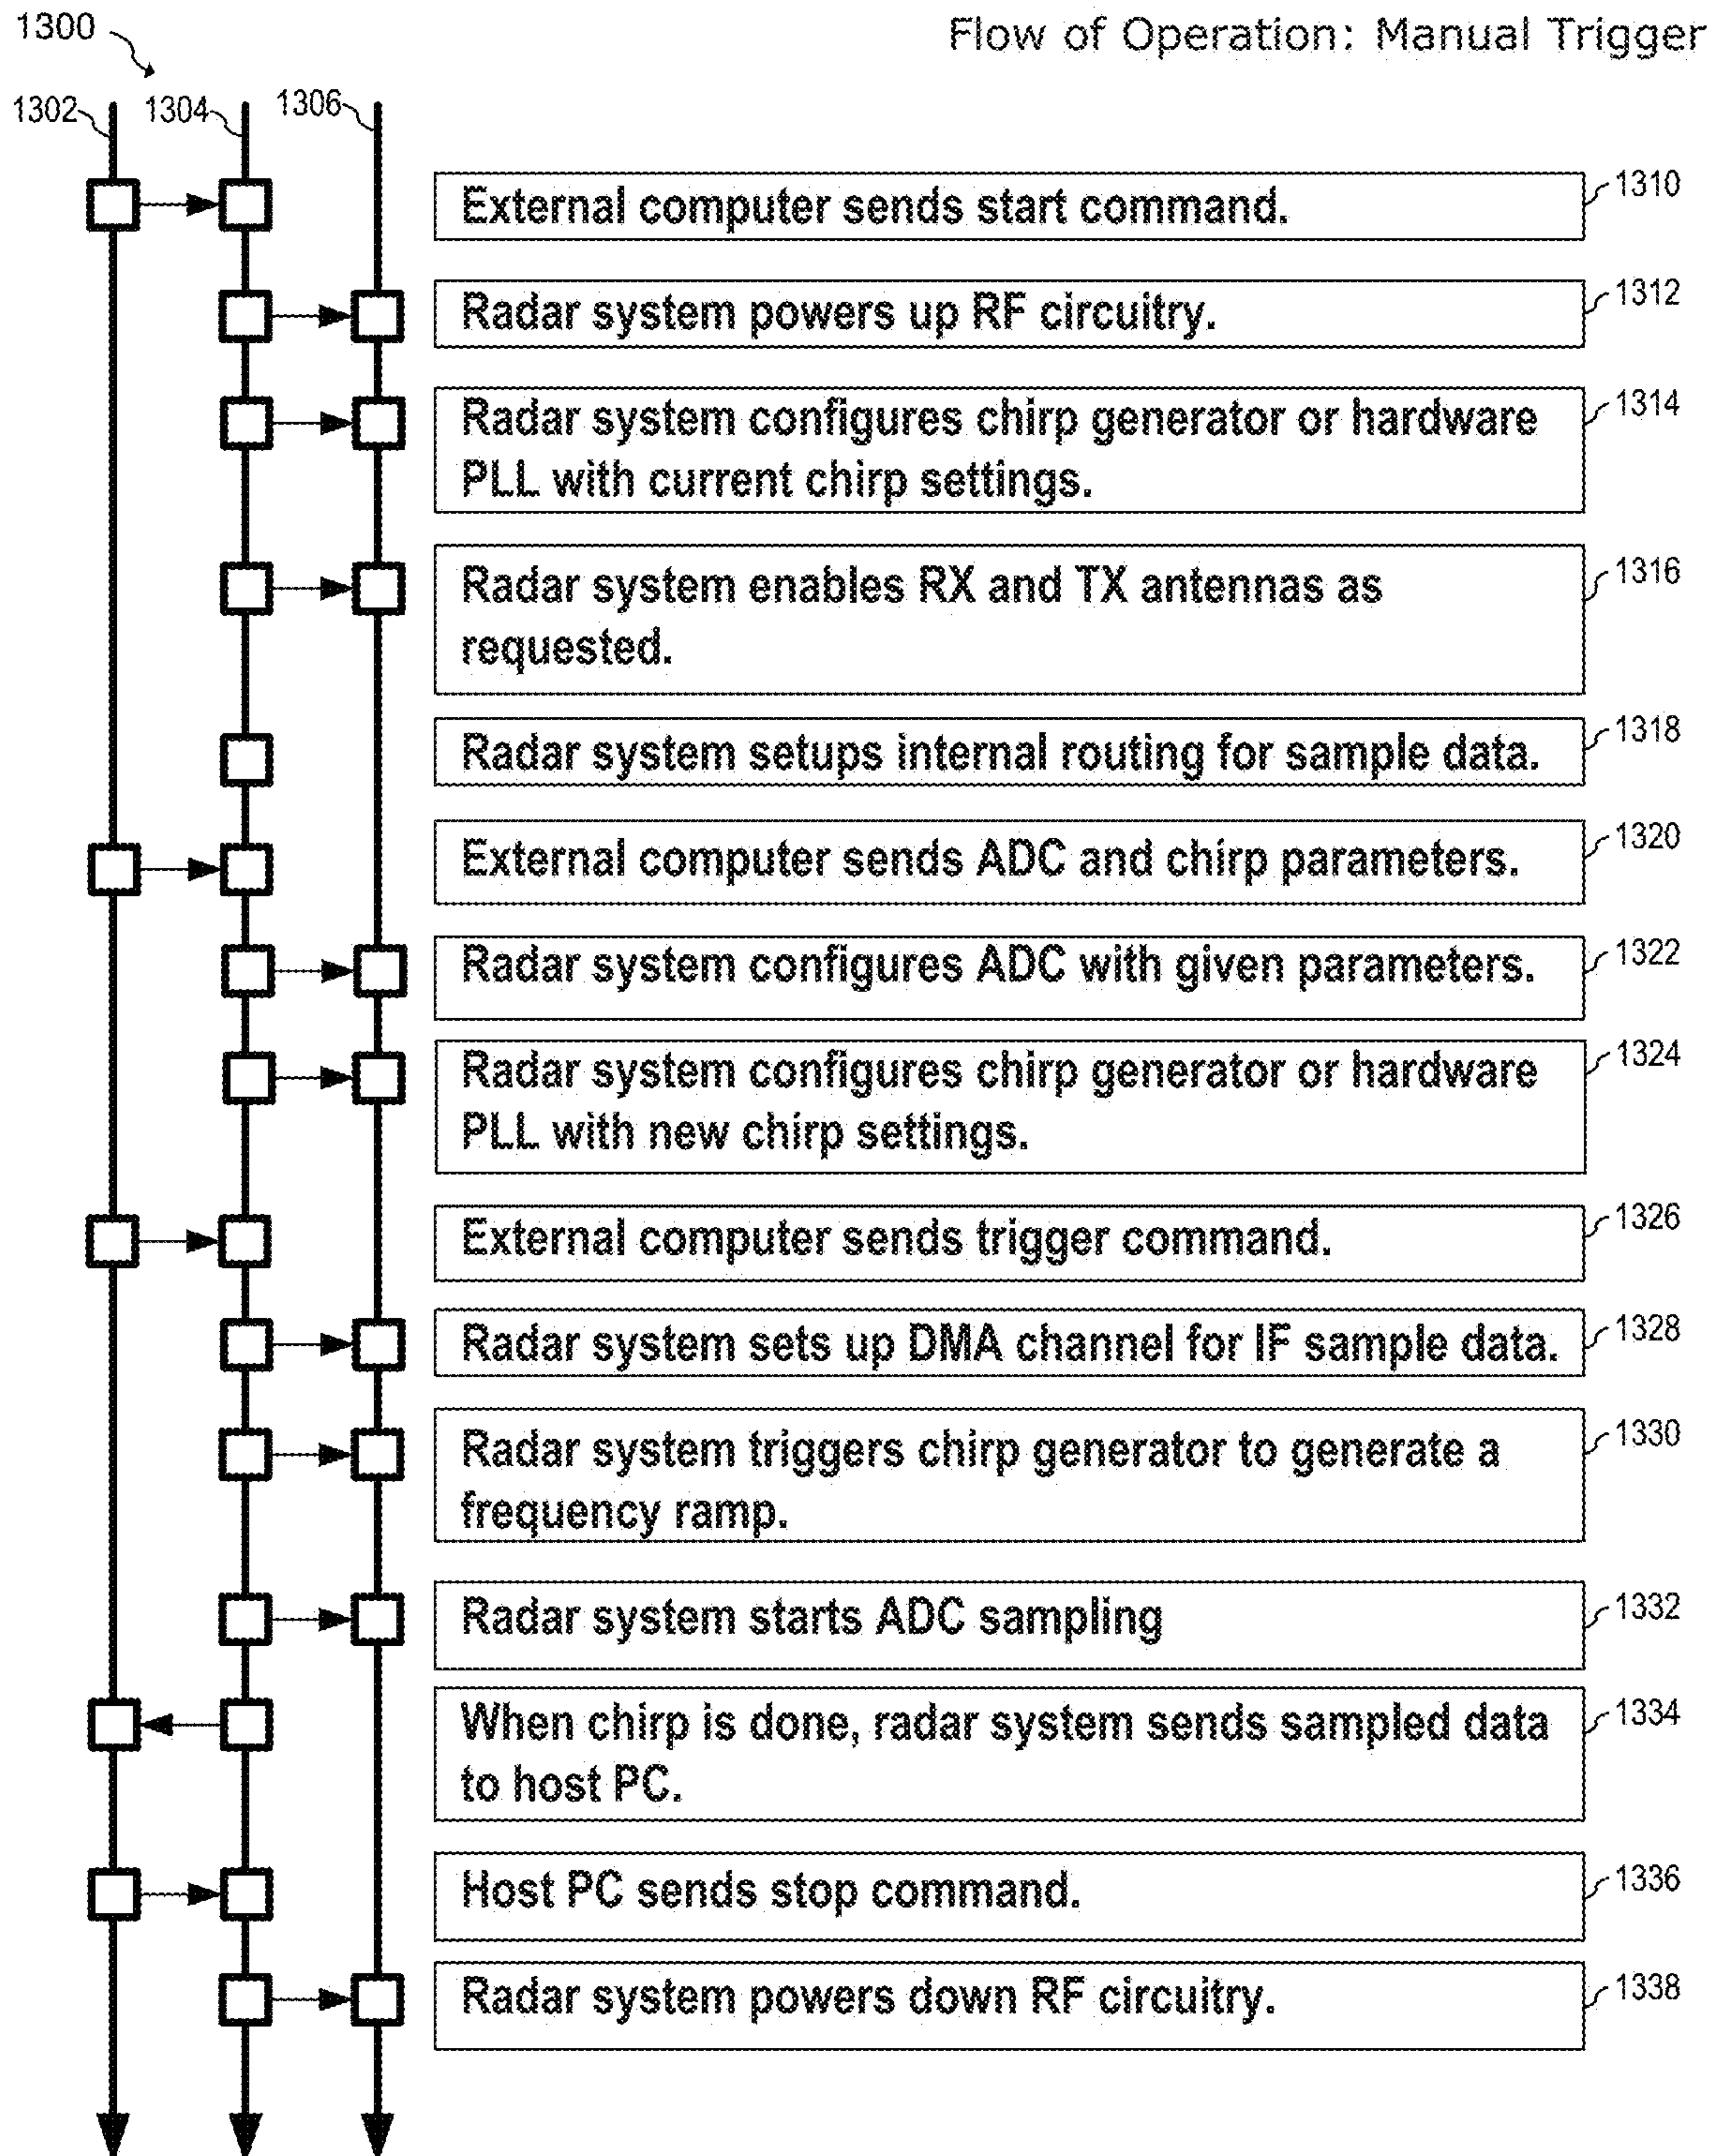 1300
Flow of Operation: Manual Trigger
1302
1304
1306
External computer sends start command.
1310
Radar system powers up RF circuitry.
1312
Radar system configures chirp generator or hardware
PLL with current chirp settings.
1314
Radar system enables RX and TX antennas as
requested.
1316
Radar system setups internal routing for sample data.
1318
External computer sends ADC and chirp parameters.
1320
Radar system configures ADC with given parameters.
1322
Radar system configures chirp generator or hardware
PLL with new chirp settings.
1324
External computer sends trigger command.
1326
Radar system sets up DMA channel for IF sample data.
1328
Radar system triggers chirp generator to generate a
frequency ramp.
1330
Radar system starts ADC sampling
1332
When chirp is done, radar system sends sampled data
to host PC.
1334
Host PC sends stop command.
1336
Radar system powers down RF circuitry.
1338